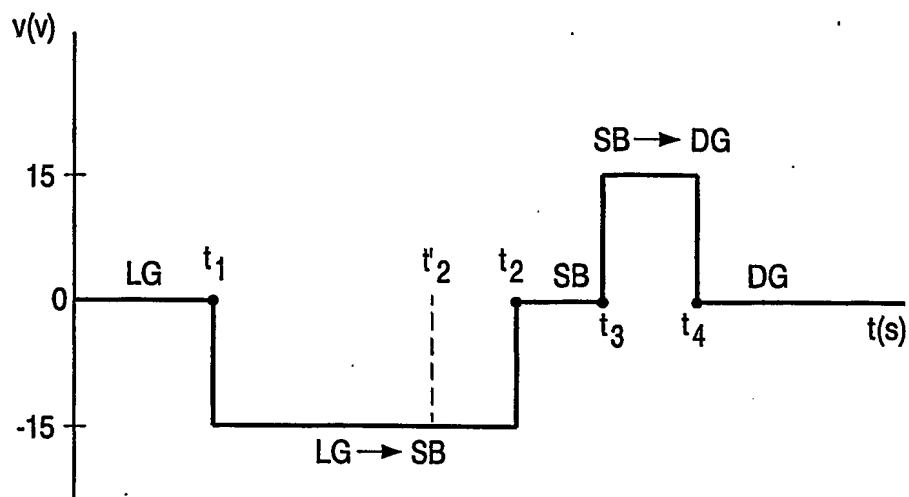 v(v)
SB → DG
15
LG t1 t'2 t2 SB DG
0
t3 t4 t(s)
-15
LG → SB